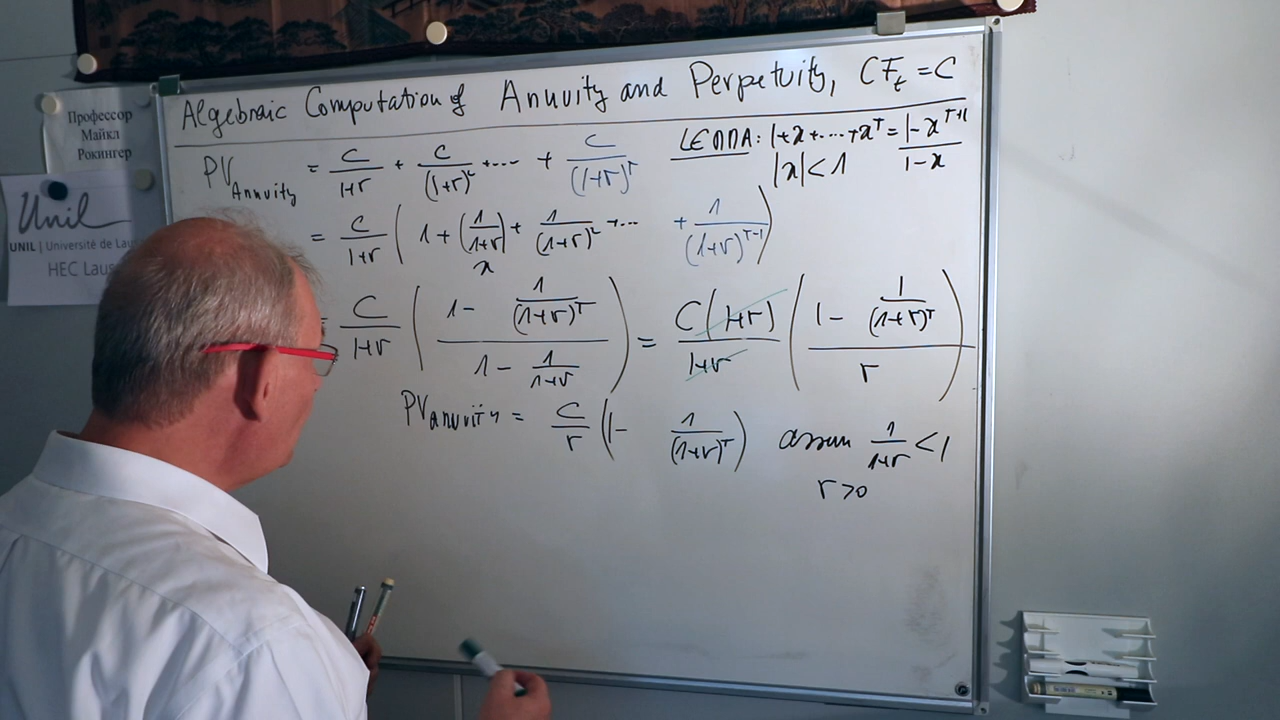 Algebraic Computation of Annuity and Perpetuity, CF_t = C
Профессор
Майкл
Рокингер
Unil
UNIL | Université de Lau
HEC Laus
PV_Annuity = C/(1+r) + C/(1+r)^2 + ... + C/(1+r)^T
LEMMA: 1+x+...+x^T = (1-x^(T+1))/(1-x)
|x| < 1
= C/(1+r) ( 1 + (1/(1+r)) + 1/(1+r)^2 + ... + 1/(1+r)^(T-1) )
x
= C/(1+r) ( (1 - 1/(1+r)^T) / (1 - 1/(1+r)) ) = C(1+r)/(1+r) ( (1 - 1/(1+r)^T) / r )
PV_Annuity = C/r ( 1 - 1/(1+r)^T ) assum 1/(1+r) < 1
r > 0